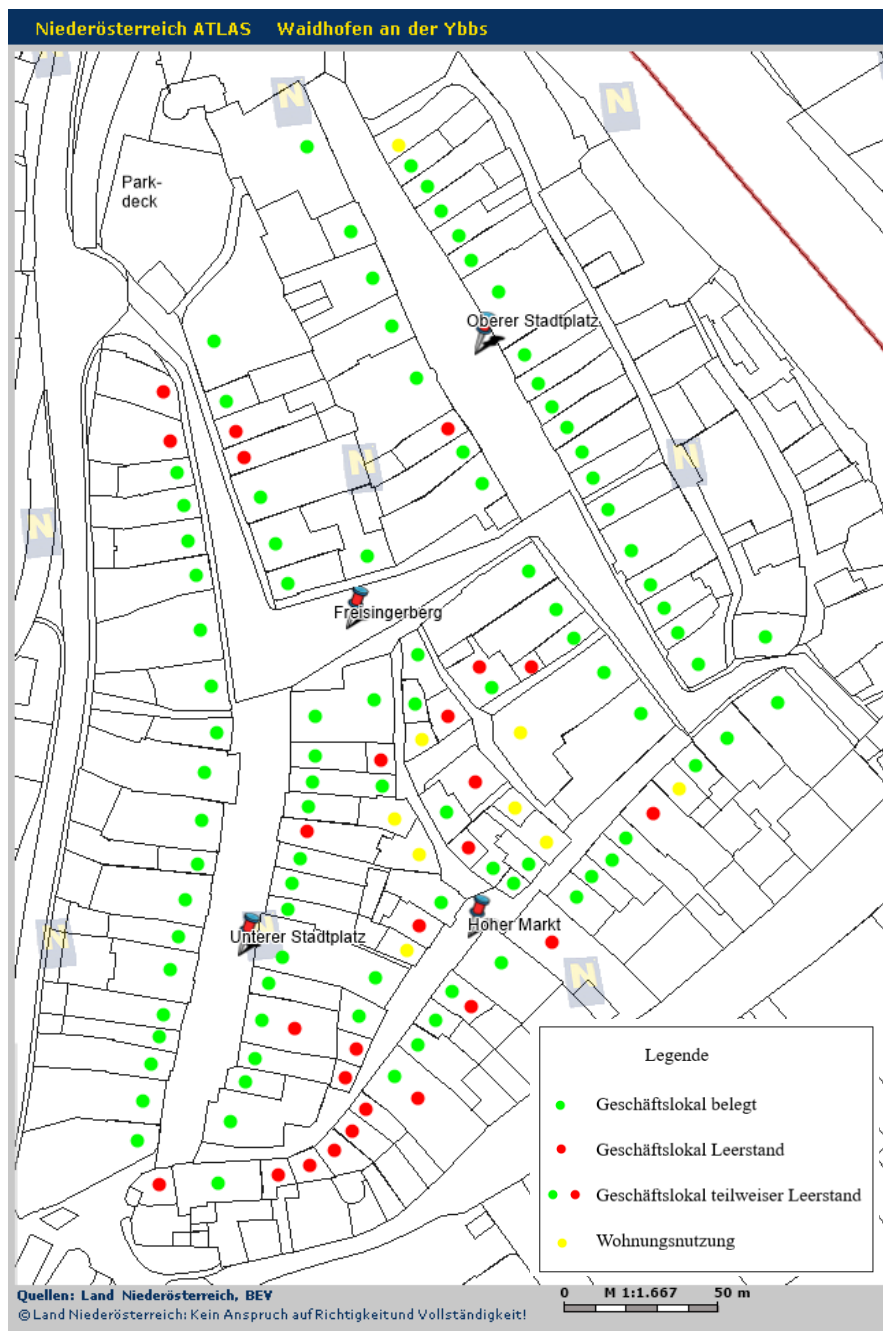 Niederösterreich ATLAS Waidhofen an der Ybbs
N
N
N
Park-
deck
Oberer Stadtplatz
N
N
N
Freisingerberg
Hoher Markt
Unterer Stadtplatz
N
N
N
Legende
Geschäftslokal belegt
Geschäftslokal Leerstand
Geschäftslokal teilweiser Leerstand
Wohnungsnutzung
Quellen: Land Niederösterreich, BEV
0 M 1:1.667 50 m
©Land Niederösterreich: Kein Anspruch auf Richtigkeit und Vollständigkeit!